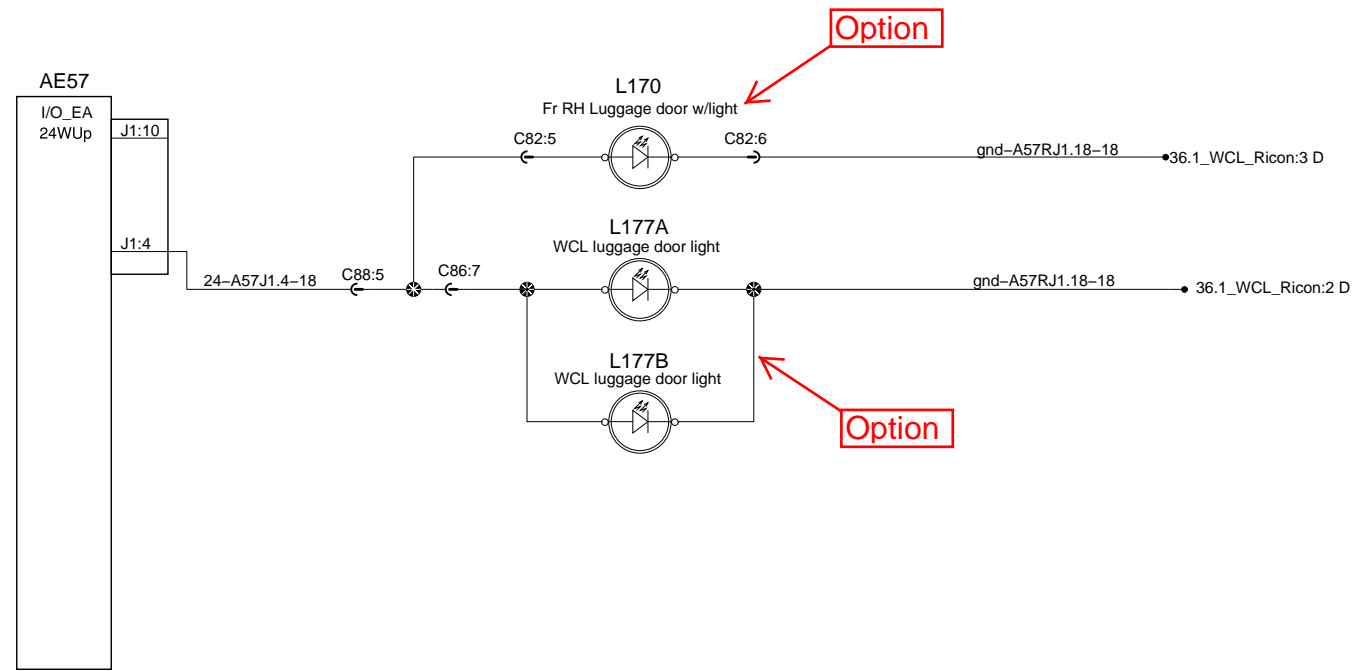 Option
AE57
I/O_EA
24WUp
J1:10
J1:4
L170
Fr RH Luggage door w/light
C82:5
C82:6
gnd–A57RJ1.18–18
36.1_WCL_Ricon:3 D
L177A
WCL luggage door light
24–A57J1.4–18
C88:5
C86:7
gnd–A57RJ1.18–18
36.1_WCL_Ricon:2 D
L177B
WCL luggage door light
Option